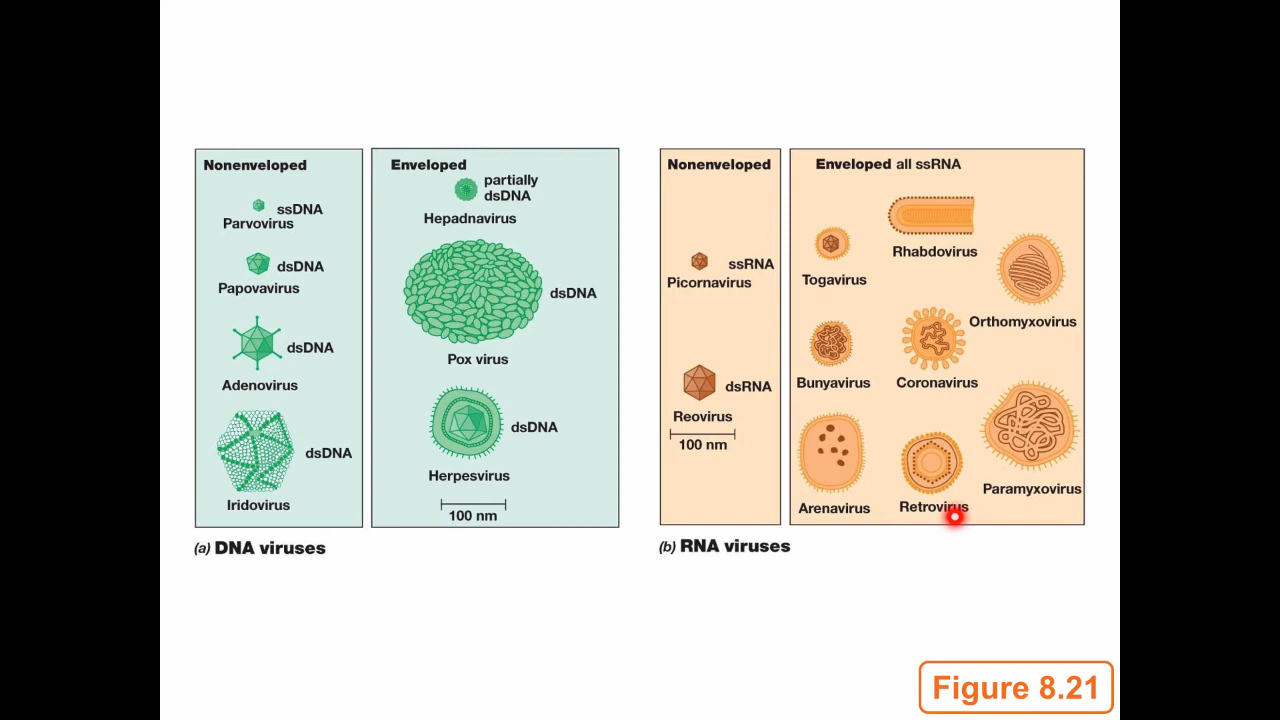 Nonenveloped
ssDNA
Parvovirus
dsDNA
Papovavirus
dsDNA
Adenovirus
dsDNA
Iridovirus
Enveloped
partially
dsDNA
Hepadnavirus
dsDNA
Pox virus
dsDNA
Herpesvirus
100 nm
(a) DNA viruses
Nonenveloped
ssRNA
Picornavirus
dsRNA
Reovirus
100 nm
Enveloped all ssRNA
Rhabdovirus
Togavirus
Orthomyxovirus
Bunyavirus
Coronavirus
Paramyxovirus
Arenavirus
Retrovirus
(b) RNA viruses
Figure 8.21